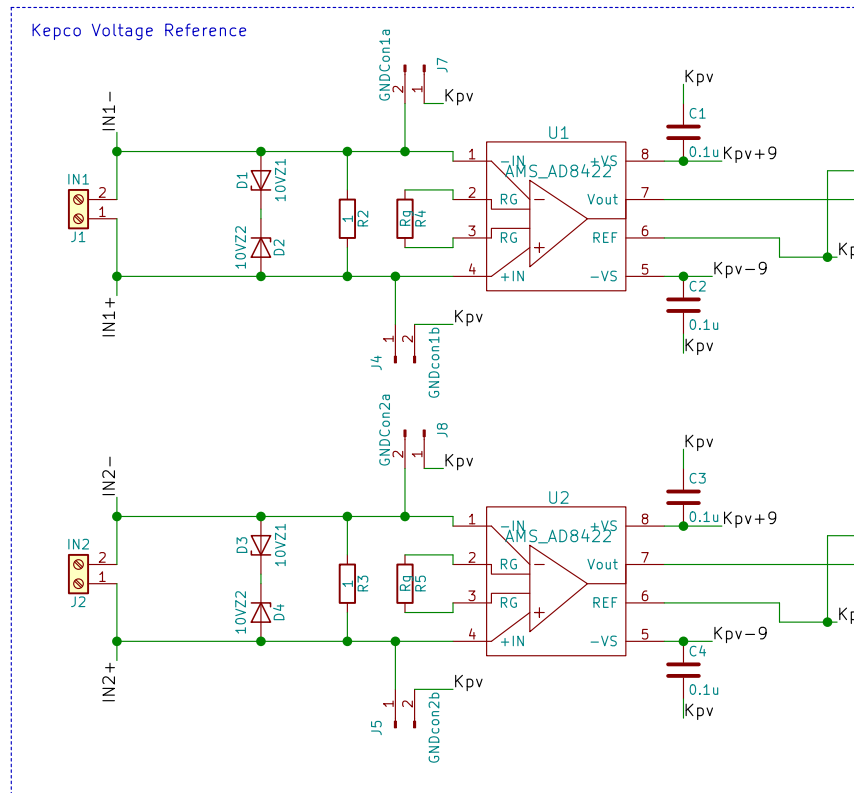 Kepco Voltage Reference
GNDCon1a
J7
2
1
Kpv
Kpv
C1
0.1u
Kpv+9
IN1-
IN1
2
1
J1
IN1+
D1
10VZ1
10VZ2
D2
1
R2
Rg
R4
U1
AMS_AD8422
1
-IN
2
RG
3
RG
4
+IN
+VS
8
Vout
7
REF
6
-VS
5
Kpv-9
C2
0.1u
Kpv
Kp
Kpv
1
2
J4
GNDcon1b
GNDCon2a
J8
2
1
Kpv
Kpv
C3
0.1u
Kpv+9
IN2-
IN2
2
1
J2
IN2+
D3
10VZ1
10VZ2
D4
1
R3
Rg
R5
U2
AMS_AD8422
1
-IN
2
RG
3
RG
4
+IN
+VS
8
Vout
7
REF
6
-VS
5
Kpv-9
C4
0.1u
Kpv
Kp
Kpv
1
2
J5
GNDcon2b